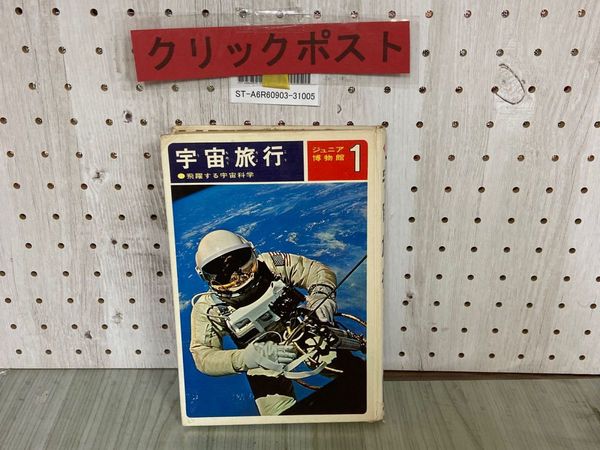 クリックポスト
ST-A6R60903-31005
宇宙旅行
●飛躍する宇宙科学
ジュニア
博物館
1